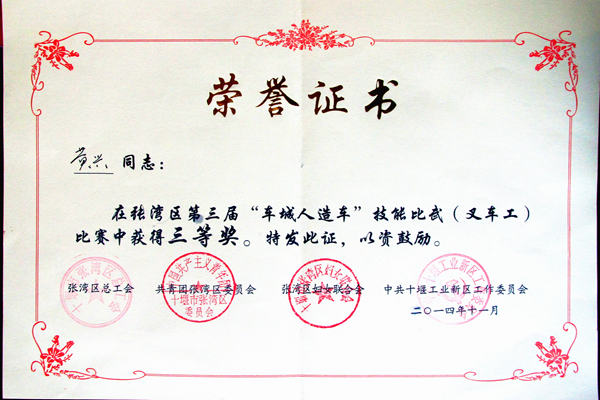 荣誉证书
黄兴 同志：
在张湾区第三届“车城人造车”技能比武（叉车工）
比赛中获得三等奖。特发此证，以资鼓励。
张湾区总工会 共青团张湾区委员会 张湾区妇女联合会 中共十堰工业新区工作委员会
二〇一四年十一月